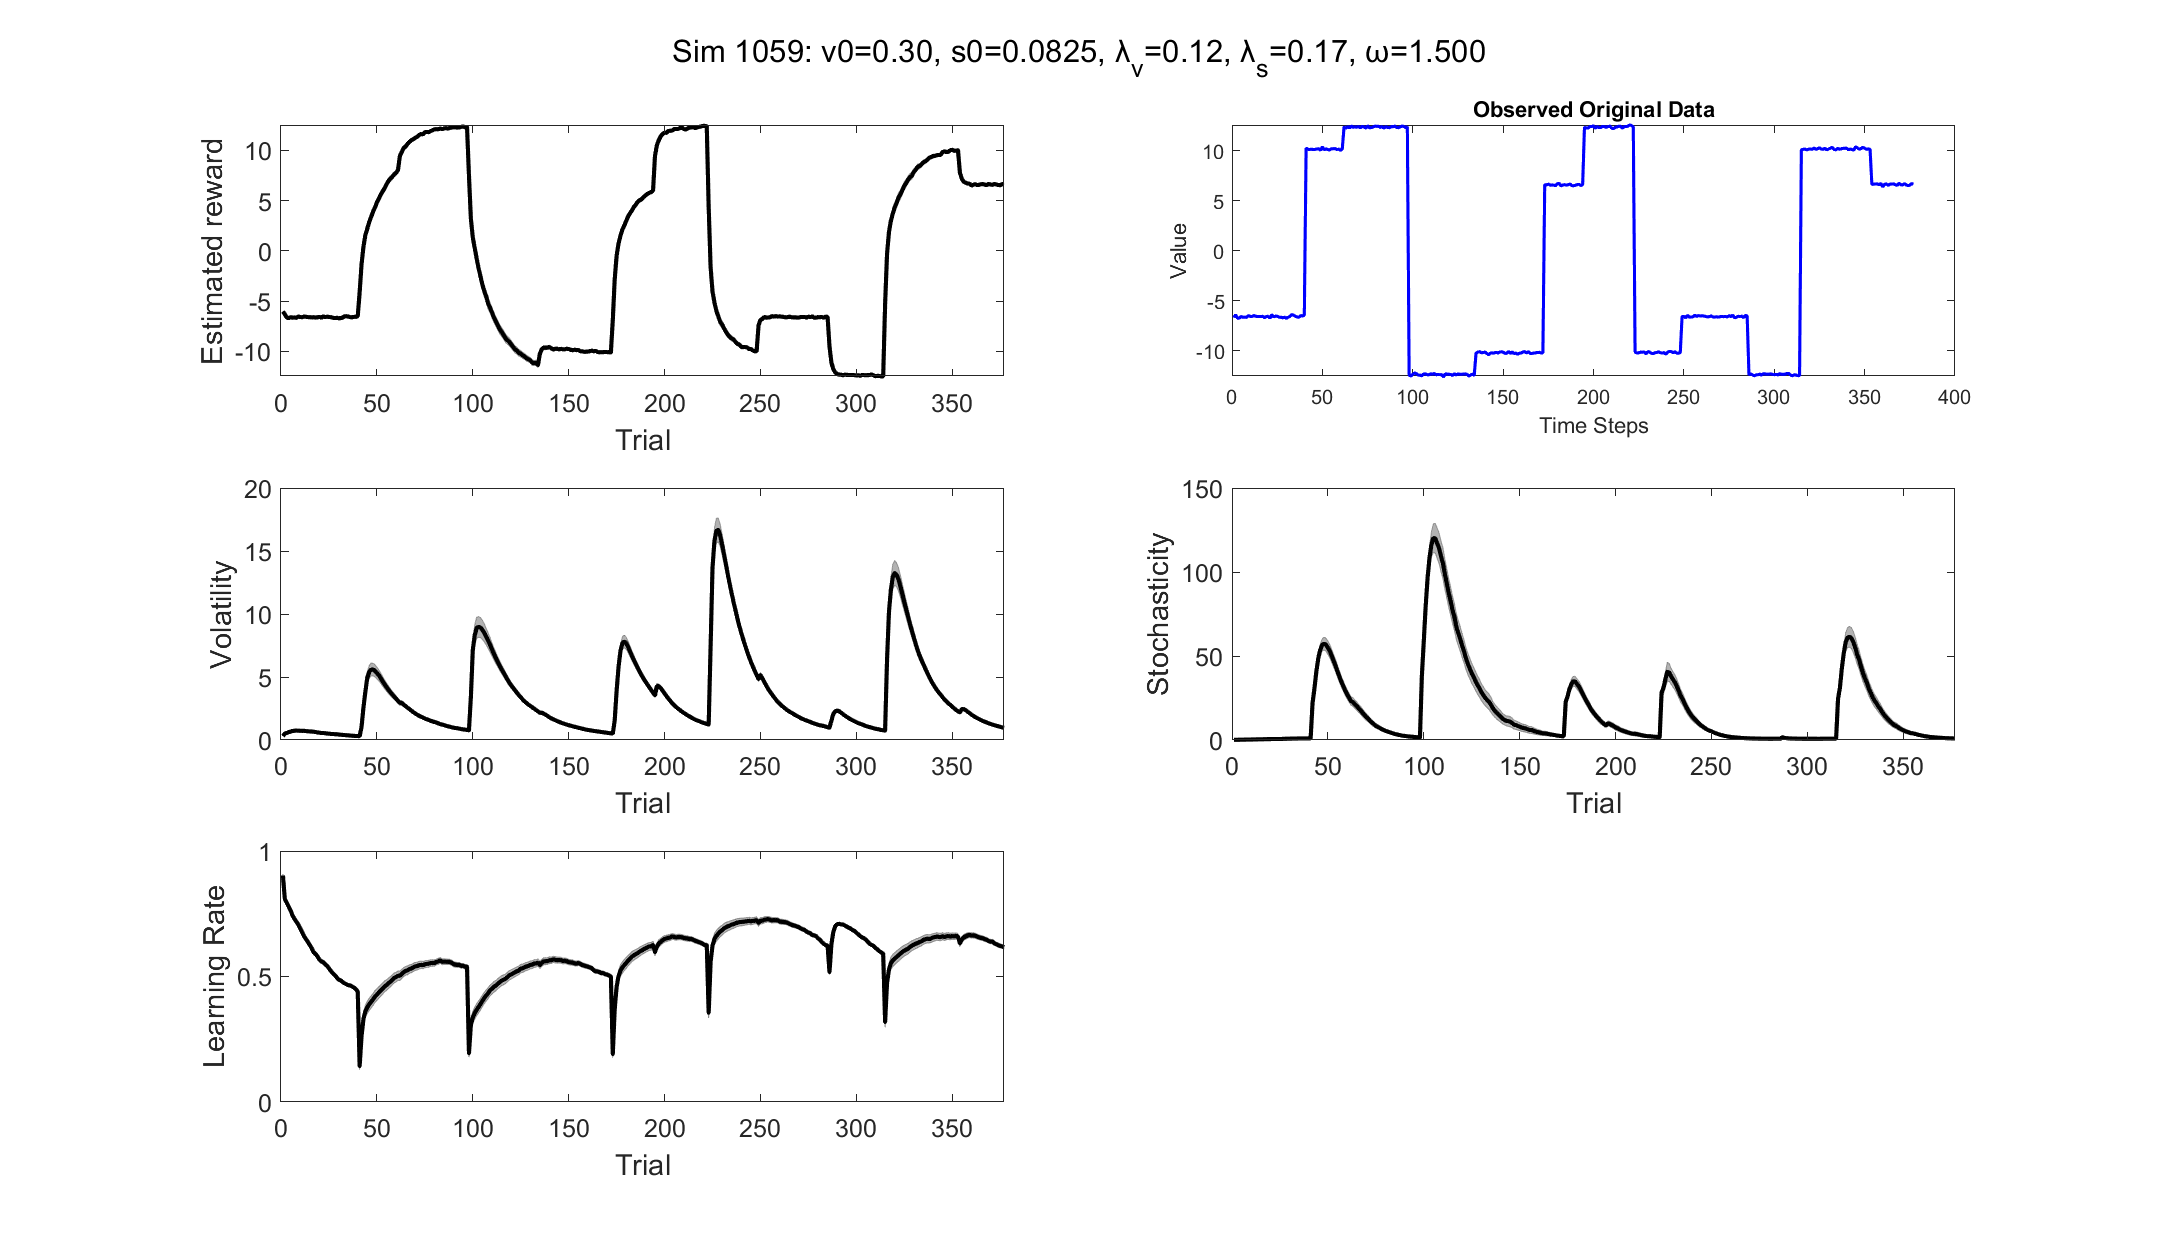 Sim 1059: v0=0.30, s0=0.0825, λ_v=0.12, λ_s=0.17, ω=1.500
Estimated reward
10
5
0
-5
-10
0 50 100 150 200 250 300 350
Trial
Observed Original Data
Value
10
5
0
-5
-10
0 50 100 150 200 250 300 350 400
Time Steps
Volatility
20
15
10
5
0
0 50 100 150 200 250 300 350
Trial
Stochasticity
150
100
50
0
0 50 100 150 200 250 300 350
Trial
Learning Rate
1
0.5
0
0 50 100 150 200 250 300 350
Trial